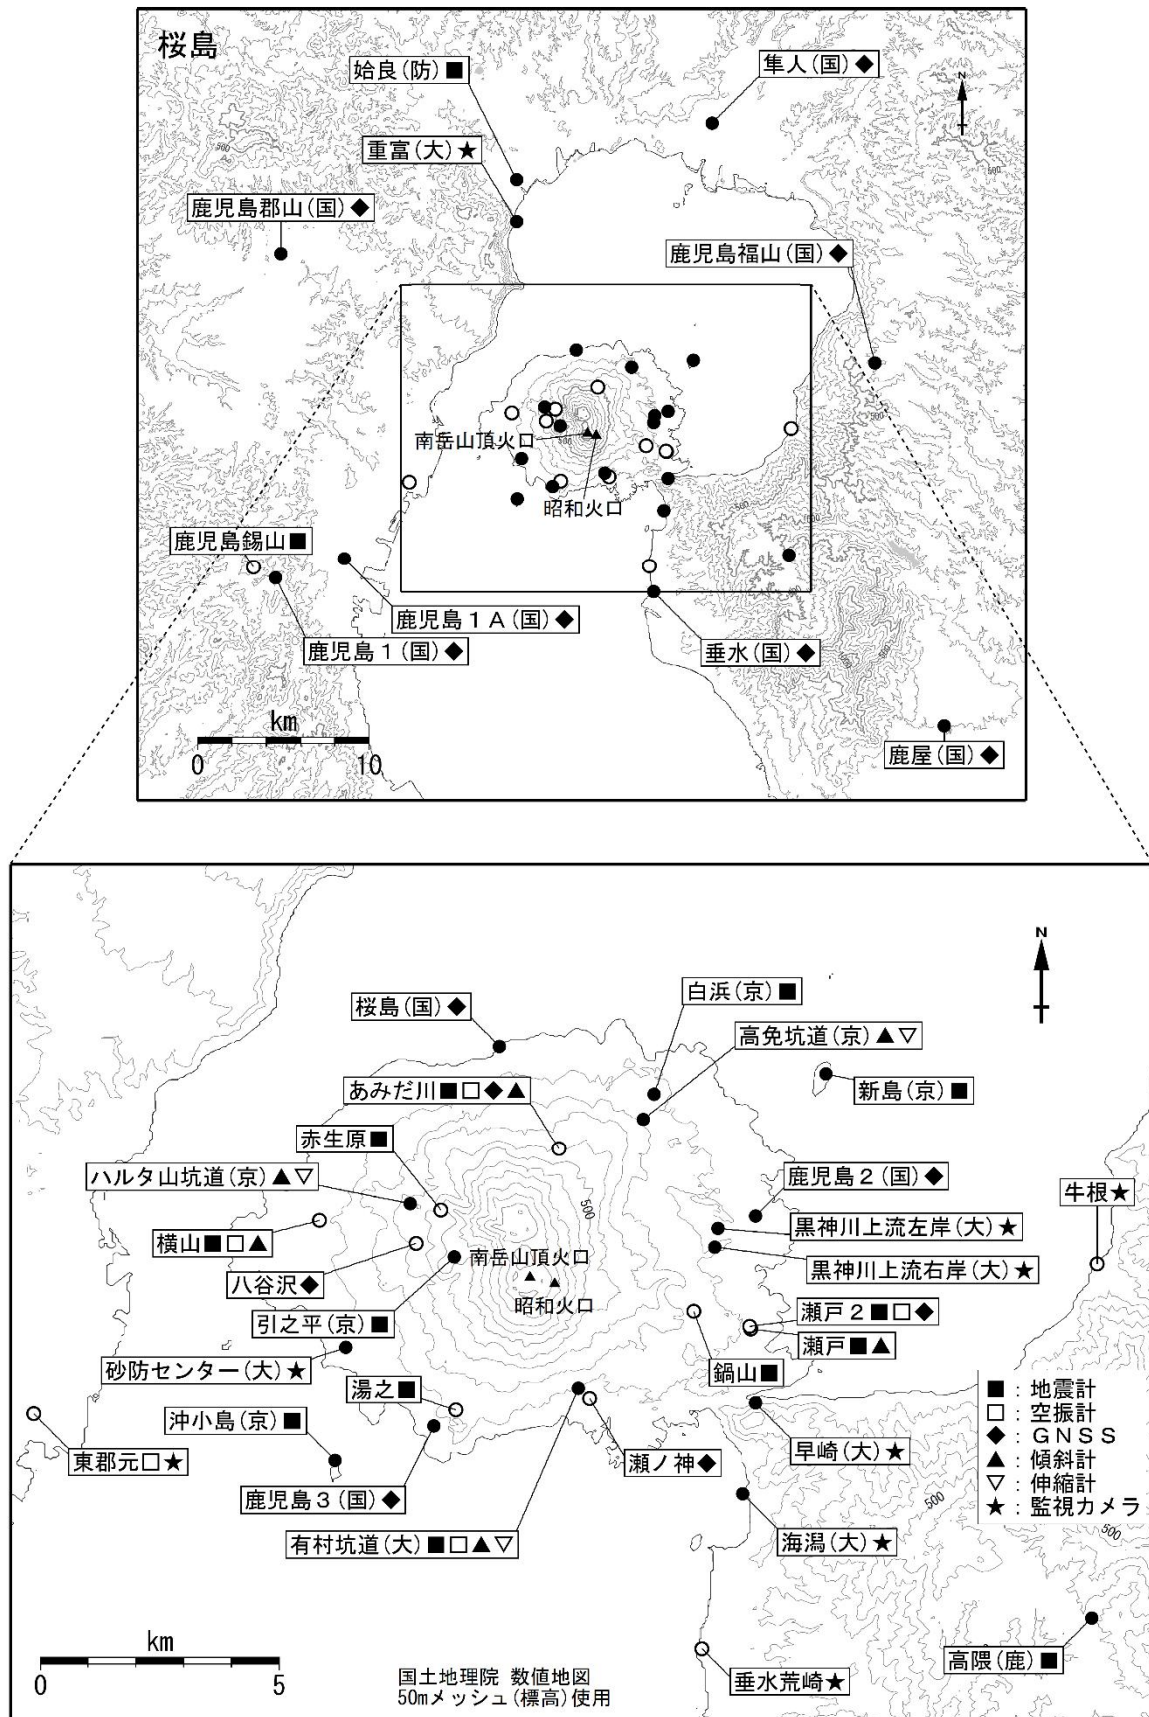 桜島
姶良(防)■
隼人(国)◆
N
重富(大)★
500
鹿児島郡山(国)◆
鹿児島福山(国)◆
500
南岳山頂火口
500
昭和火口
500
鹿児島錫山■
鹿児島1A(国)◆
鹿児島1(国)◆
垂水(国)◆
km
0 10
鹿屋(国)◆
N
白浜(京)■
桜島(国)◆
高免坑道(京)▲▽
あみだ川■□◆▲
新島(京)■
赤生原■
ハルタ山坑道(京)▲▽
鹿児島2(国)◆
牛根★
500
横山■□▲
黒神川上流左岸(大)★
南岳山頂火口
黒神川上流右岸(大)★
八谷沢◆
昭和火口
瀬戸2■□◆
引之平(京)■
瀬戸■▲
砂防センター(大)★
鍋山■
湯之■
■:地震計
□:空振計
◆:GNSS
▲:傾斜計
▽:伸縮計
★:監視カメラ
沖小島(京)■
早崎(大)★
東郡元□★
瀬ノ神◆
鹿児島3(国)◆
500
500
有村坑道(大)■□▲▽
海潟(大)★
km
0 5
高隈(鹿)■
垂水荒崎★
国土地理院 数値地図
50mメッシュ(標高)使用